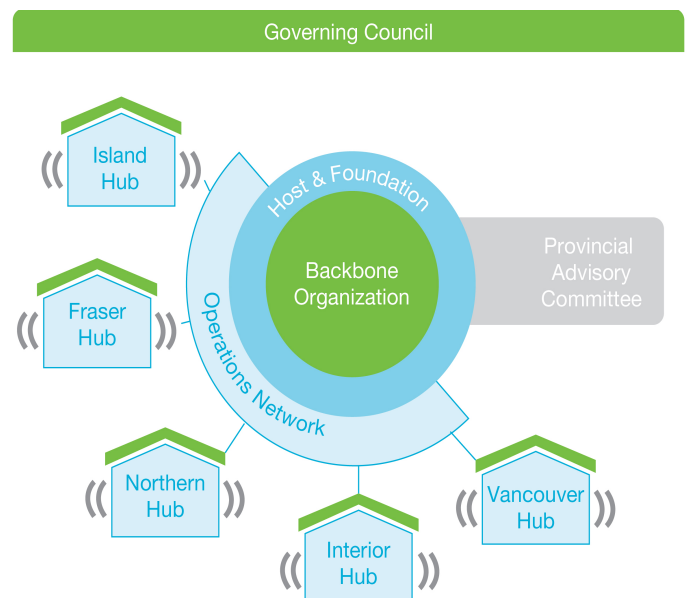 Governing Council
Island
Hub
Host & Foundation
Backbone
Organization
Provincial
Advisory
Committee
Fraser
Hub
Operations Network
Northern
Hub
Vancouver
Hub
Interior
Hub